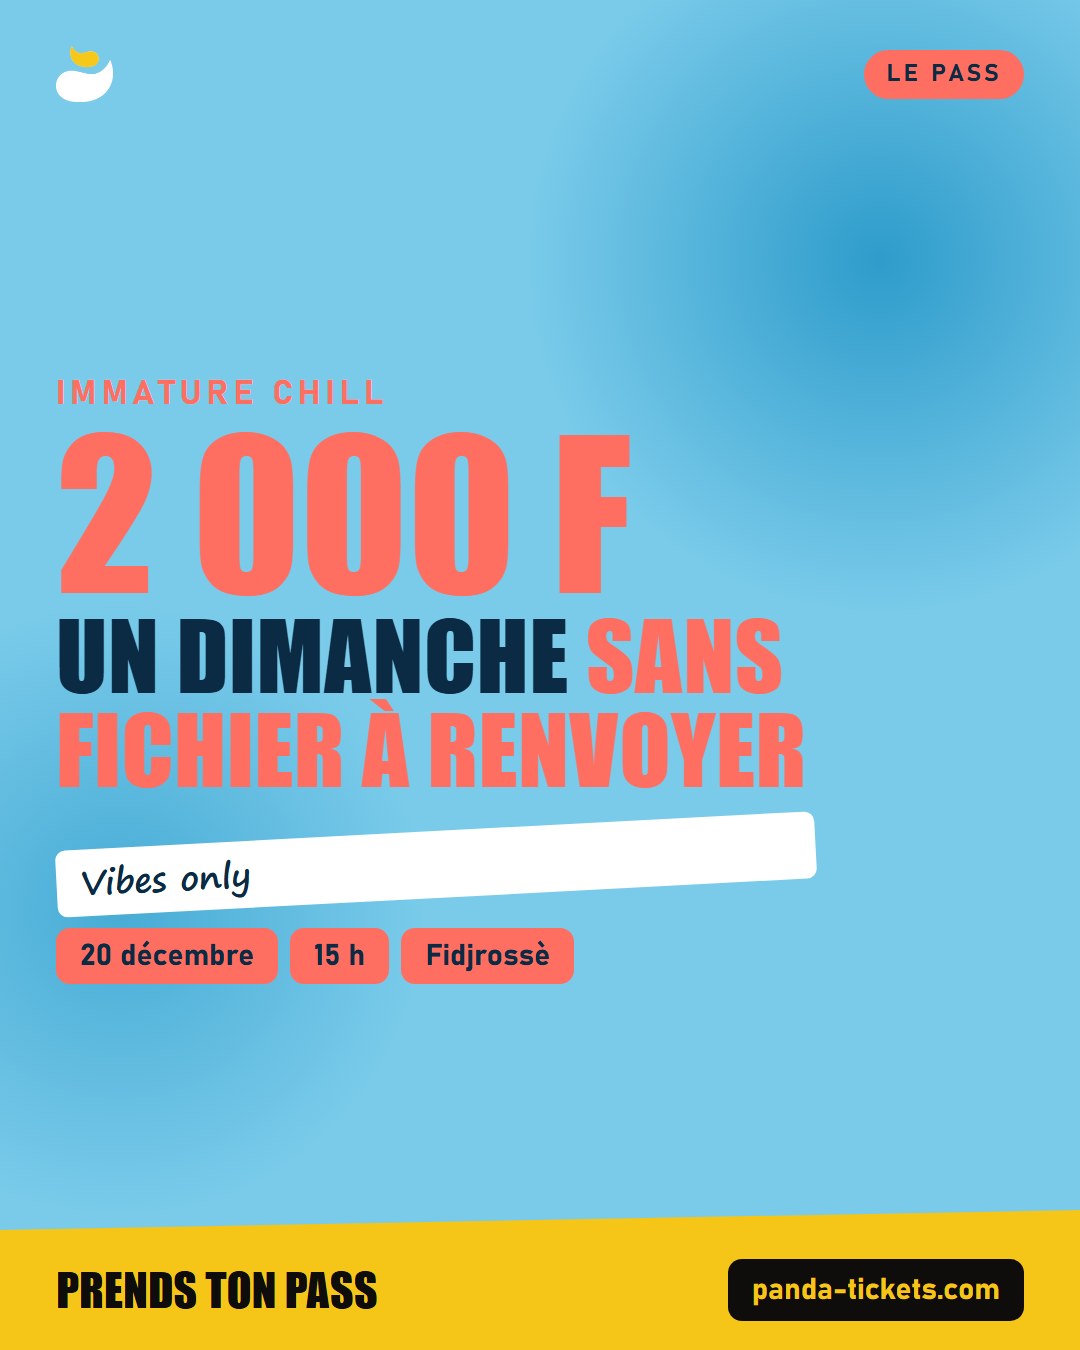 LE PASS
IMMATURE CHILL
2 000 F
UN DIMANCHE SANS
FICHIER À RENVOYER
Vibes only
20 décembre
15 h
Fidjrossè
PRENDS TON PASS
panda-tickets.com